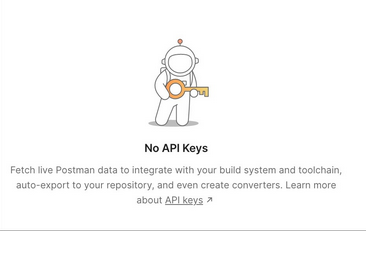 No API Keys
Fetch live Postman data to integrate with your build system and toolchain,
auto-export to your repository, and even create converters. Learn more
about API keys ↗